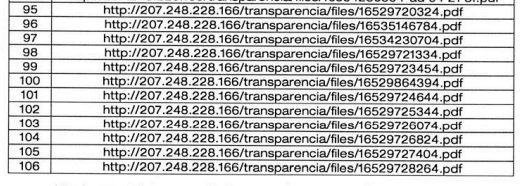 95 http://207.248.228.166/transparencia/files/16529720324.pdf
96 http://207.248.228.166/transparencia/files/16535146784.pdf
97 http://207.248.228.166/transparencia/files/16534230704.pdf
98 http://207.248.228.166/transparencia/files/16529721334.pdf
99 http://207.248.228.166/transparencia/files/16529723454.pdf
100 http://207.248.228.166/transparencia/files/16529864394.pdf
101 http://207.248.228.166/transparencia/files/16529724644.pdf
102 http://207.248.228.166/transparencia/files/16529725344.pdf
103 http://207.248.228.166/transparencia/files/16529726074.pdf
104 http://207.248.228.166/transparencia/files/16529726824.pdf
105 http://207.248.228.166/transparencia/files/16529727404.pdf
106 http://207.248.228.166/transparencia/files/16529728264.pdf